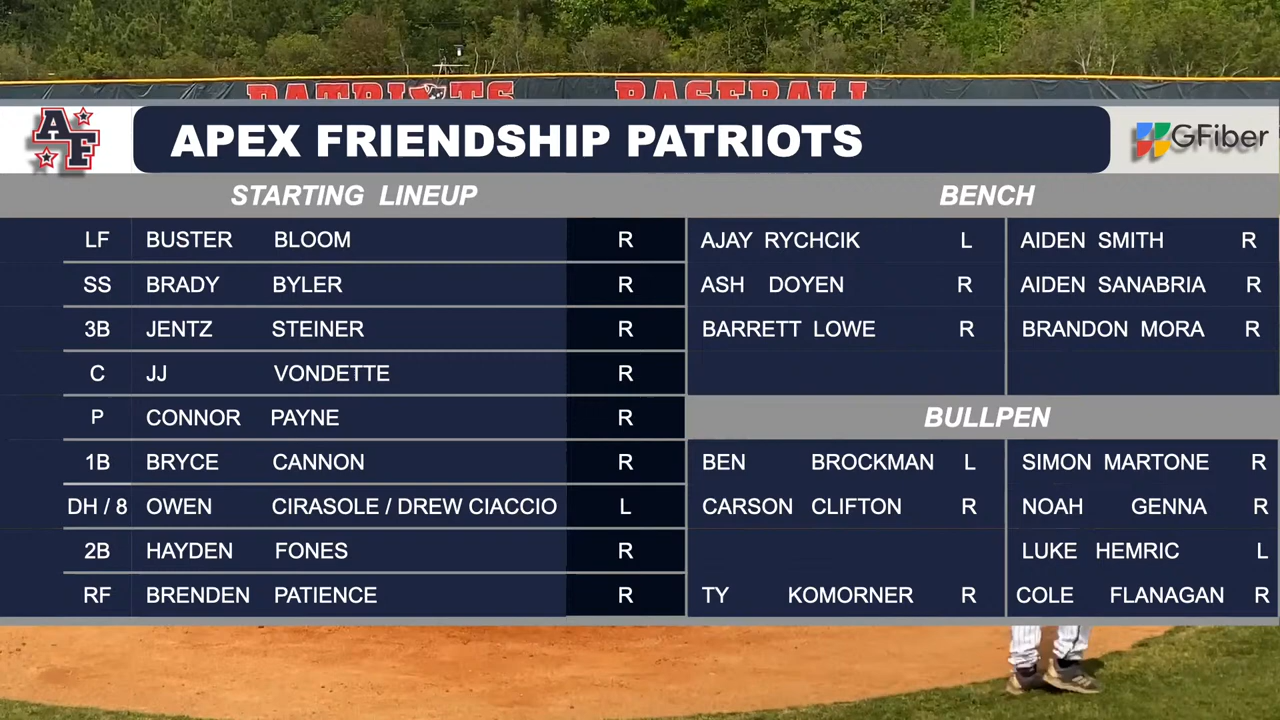 PATRIOTS BASEBALL
AF
APEX FRIENDSHIP PATRIOTS
GFiber
STARTING LINEUP
LF BUSTER BLOOM R
SS BRADY BYLER R
3B JENTZ STEINER R
C JJ VONDETTE R
P CONNOR PAYNE R
1B BRYCE CANNON R
DH / 8 OWEN CIRASOLE / DREW CIACCIO L
2B HAYDEN FONES R
RF BRENDEN PATIENCE R
BENCH
AJAY RYCHCIK L
ASH DOYEN R
BARRETT LOWE R
AIDEN SMITH R
AIDEN SANABRIA R
BRANDON MORA R
BULLPEN
BEN BROCKMAN L
CARSON CLIFTON R
TY KOMORNER R
SIMON MARTONE R
NOAH GENNA R
LUKE HEMRIC L
COLE FLANAGAN R